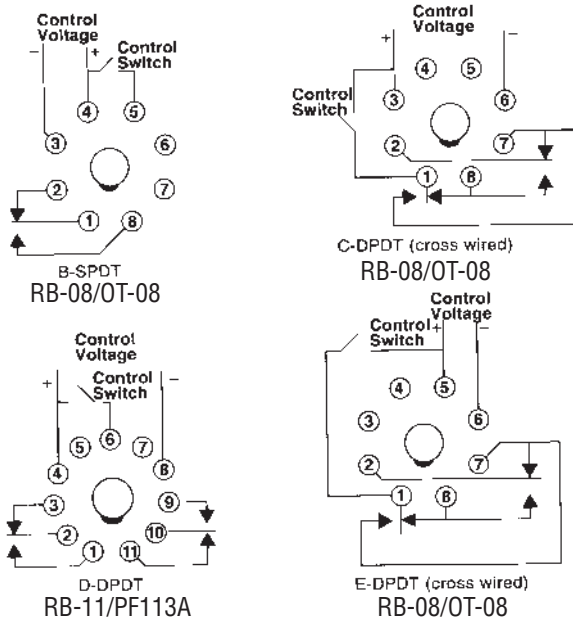 Control
Voltage
– +
Control
Switch
4 5
3 6
2 7
1 8
B-SPDT
RB-08/OT-08
Control
Voltage
+ –
4 5
Control
Switch
3 6
2 7
1 8
C-DPDT (cross wired)
RB-08/OT-08
Control
Voltage
+ –
Control
Switch
5 6 7
4 8
3 9
2 10
1 11
D-DPDT
RB-11/PF113A
Control
Voltage
Control + –
Switch
4 5
3 6
2 7
1 8
E-DPDT (cross wired)
RB-08/OT-08